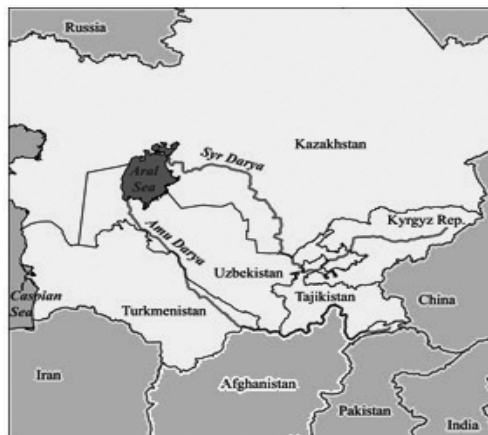 Russia
Kazakhstan
Syr Darya
Aral
Sea
Kyrgyz Rep.
Amu Darya
Uzbekistan
Tajikistan
China
Caspian
Sea
Turkmenistan
Iran
Afghanistan
Pakistan
India